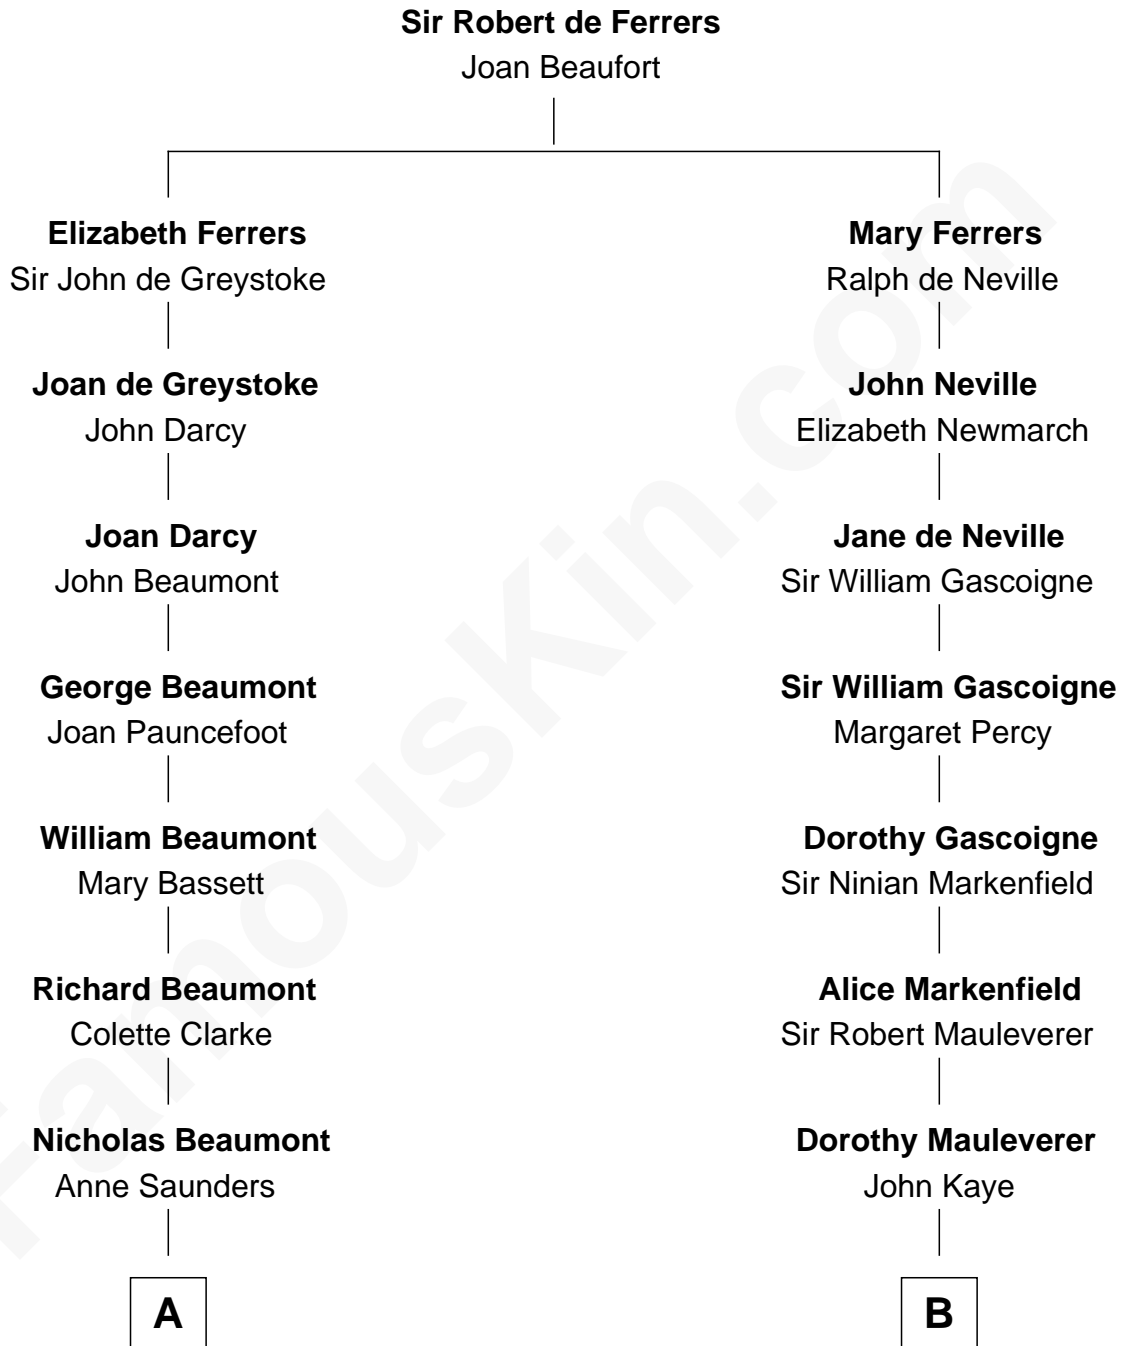 Sir Robert de Ferrers
Joan Beaufort
Elizabeth Ferrers
Sir John de Greystoke
Mary Ferrers
Ralph de Neville
Joan de Greystoke
John Darcy
John Neville
Elizabeth Newmarch
Joan Darcy
John Beaumont
Jane de Neville
Sir William Gascoigne
George Beaumont
Joan Pauncefoot
Sir William Gascoigne
Margaret Percy
William Beaumont
Mary Bassett
Dorothy Gascoigne
Sir Ninian Markenfield
Richard Beaumont
Colette Clarke
Alice Markenfield
Sir Robert Mauleverer
Nicholas Beaumont
Anne Saunders
Dorothy Mauleverer
John Kaye
A
B
FamousKin.com